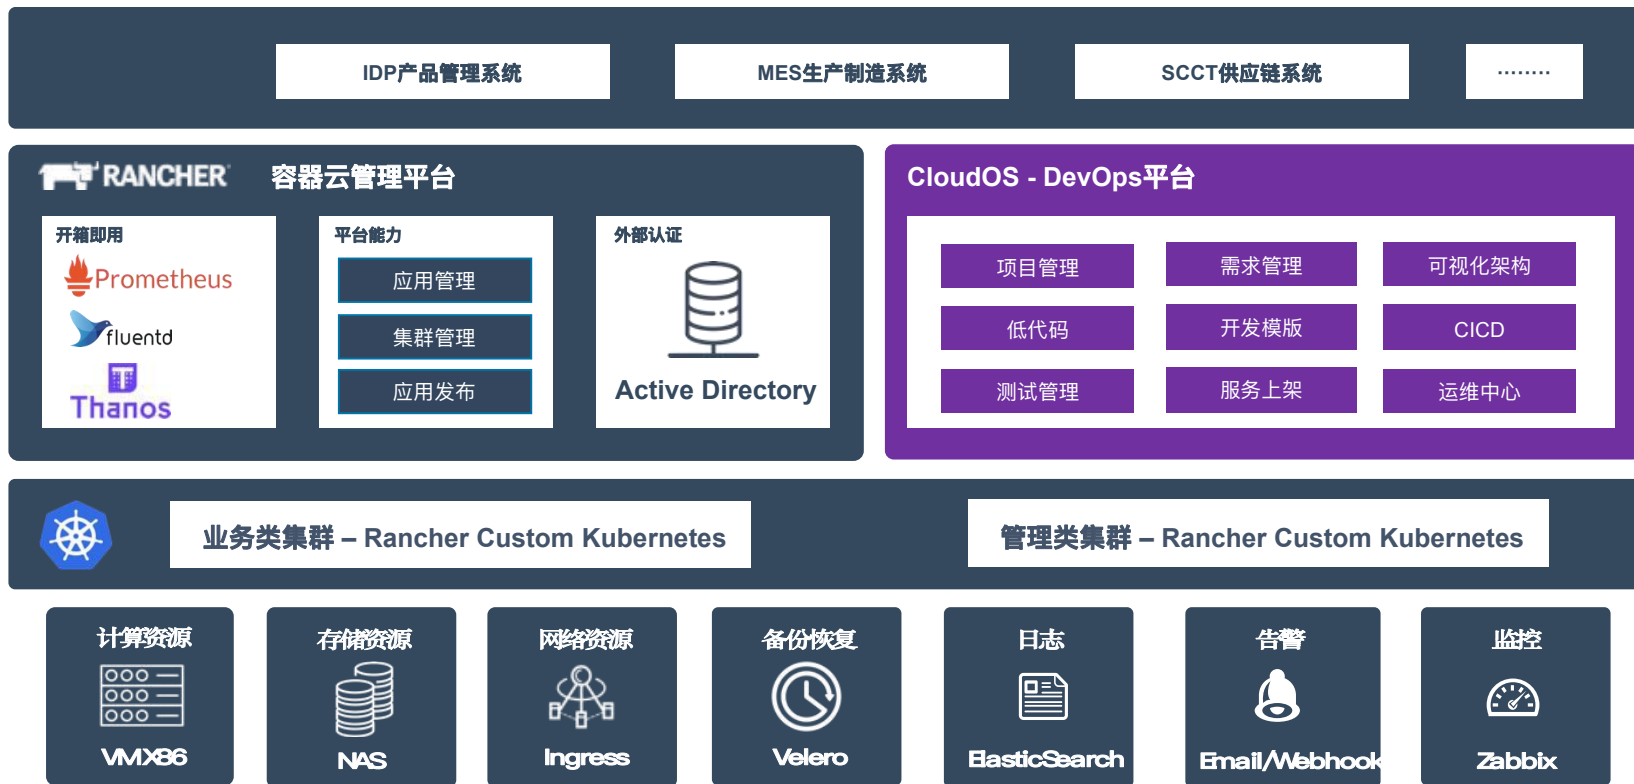 IDP产品管理系统
MES生产制造系统
SCCT供应链系统
........
RANCHER
容器云管理平台
开箱即用
Prometheus
fluentd
Thanos
平台能力
应用管理
集群管理
应用发布
外部认证
Active Directory
CloudOS - DevOps平台
项目管理
需求管理
可视化架构
低代码
开发模版
CICD
测试管理
服务上架
运维中心
业务类集群 – Rancher Custom Kubernetes
管理类集群 – Rancher Custom Kubernetes
计算资源
VMX86
存储资源
NAS
网络资源
Ingress
备份恢复
Velero
日志
ElasticSearch
告警
Email/Webhook
监控
Zabbix